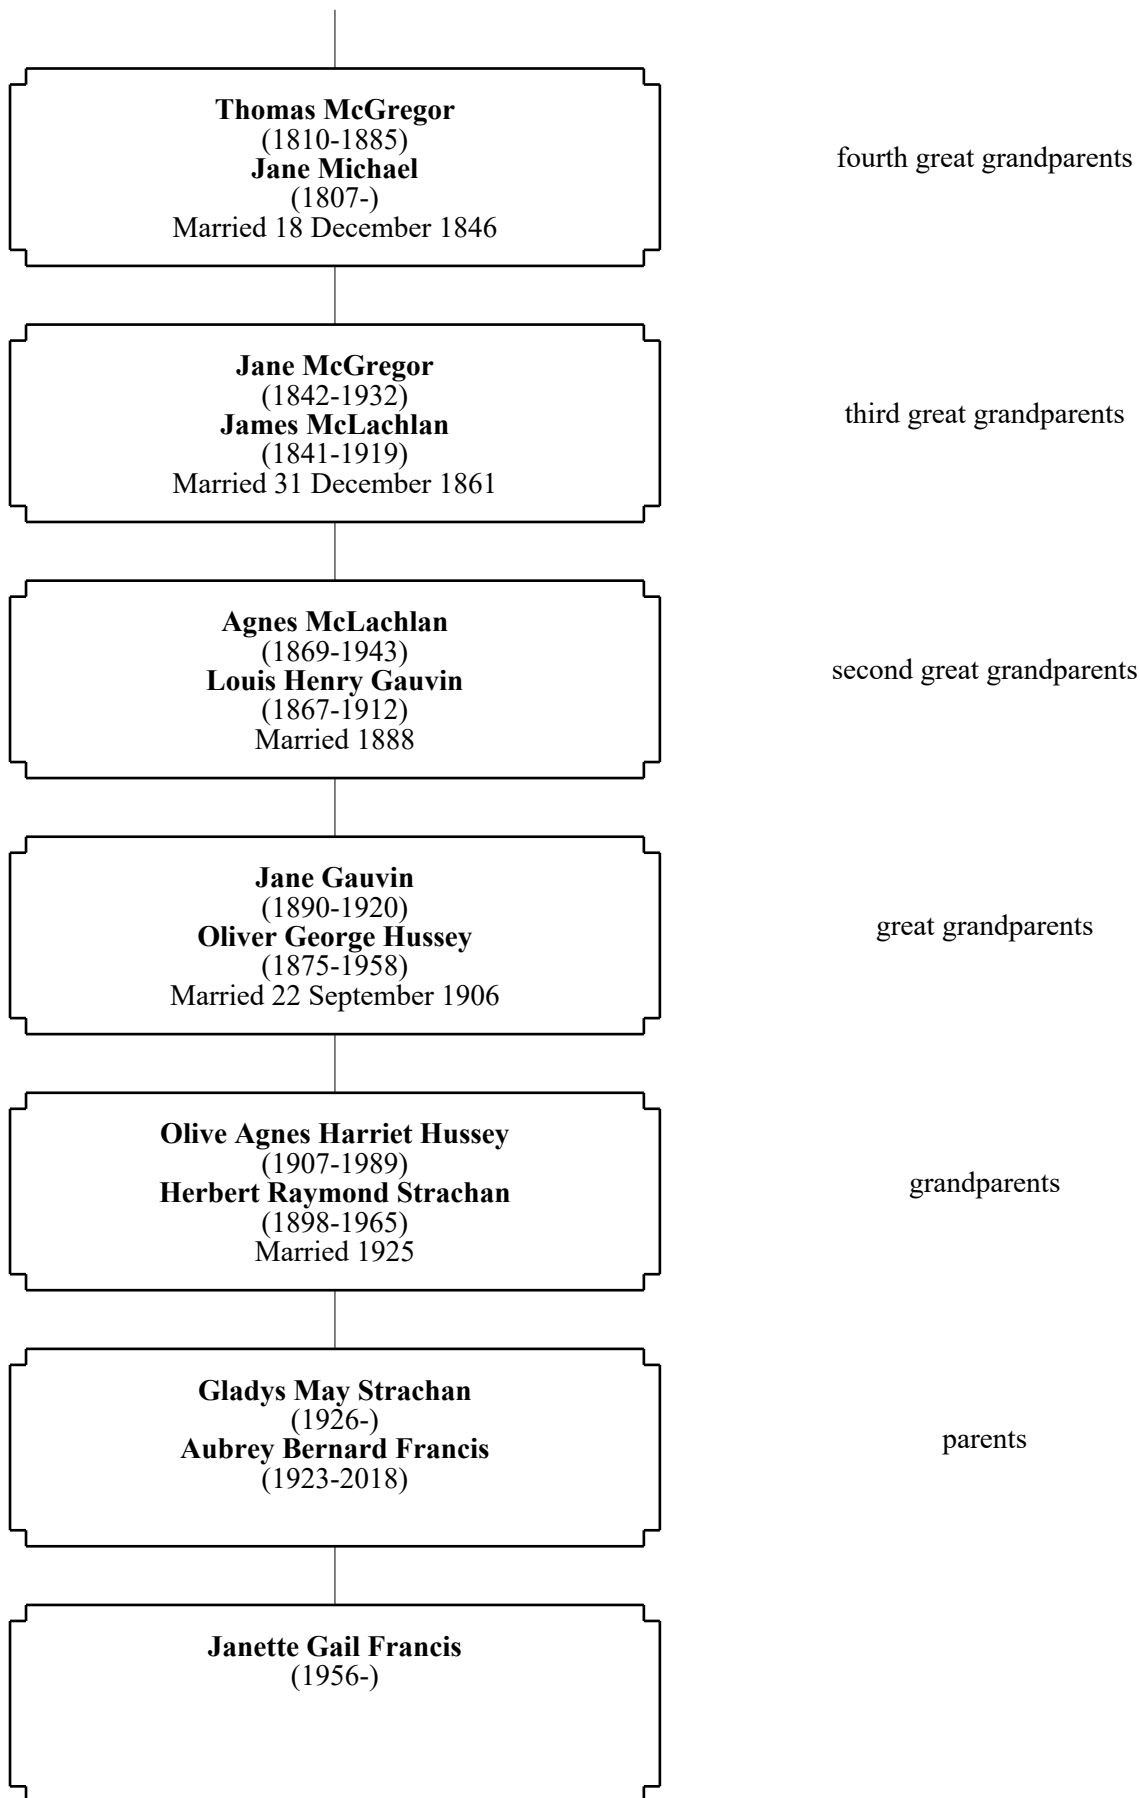 Thomas McGregor
(1810-1885)
Jane Michael
(1807-)
Married 18 December 1846
fourth great grandparents
Jane McGregor
(1842-1932)
James McLachlan
(1841-1919)
Married 31 December 1861
third great grandparents
Agnes McLachlan
(1869-1943)
Louis Henry Gauvin
(1867-1912)
Married 1888
second great grandparents
Jane Gauvin
(1890-1920)
Oliver George Hussey
(1875-1958)
Married 22 September 1906
great grandparents
Olive Agnes Harriet Hussey
(1907-1989)
Herbert Raymond Strachan
(1898-1965)
Married 1925
grandparents
Gladys May Strachan
(1926-)
Aubrey Bernard Francis
(1923-2018)
parents
Janette Gail Francis
(1956-)